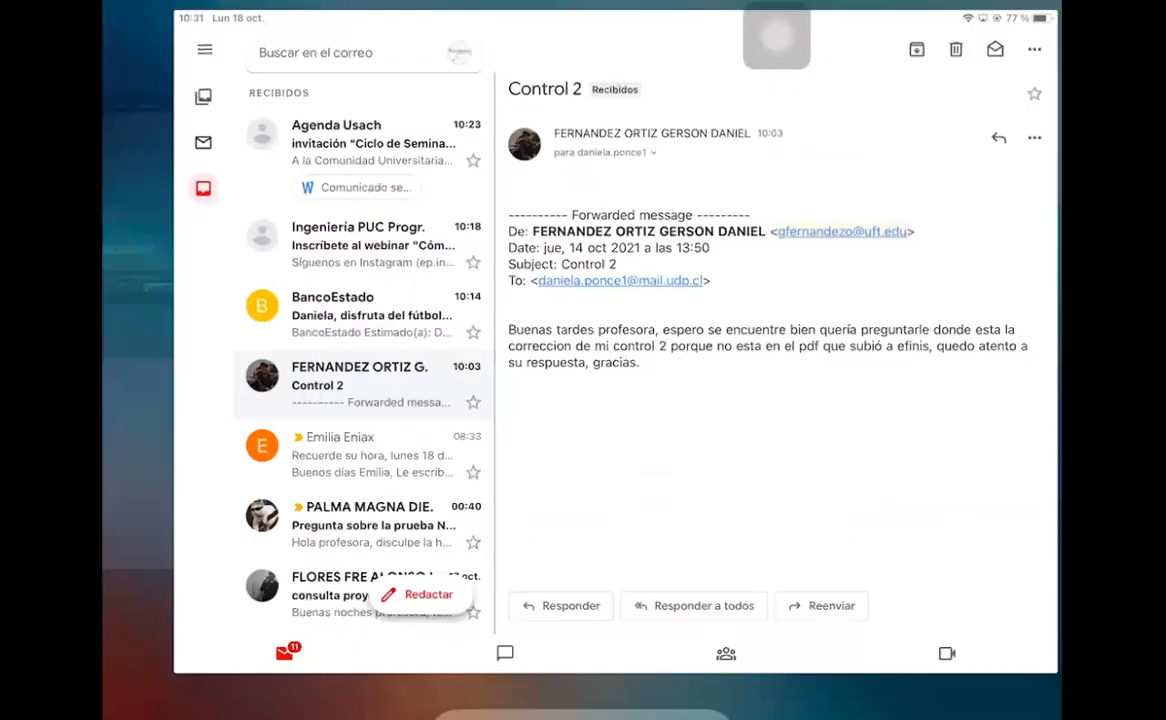 10:31 Lun 18 oct.
77 %
Buscar en el correo
RECIBIDOS
Agenda Usach 10:23
invitación “Ciclo de Semina...
A la Comunidad Universitaria...
W Comunicado se...
Ingeniería PUC Progr. 10:18
Inscríbete al webinar "Cóm...
Síguenos en Instagram (ep.in...
B
BancoEstado 10:14
Daniela, disfruta del fútbol...
BancoEstado Estimado(a): D...
FERNANDEZ ORTIZ G. 10:03
Control 2
---------- Forwarded messa...
E
Emilia Eniax 08:33
Recuerde su hora, lunes 18 d...
Buenos días Emilia, Le escrib...
PALMA MAGNA DIE. 00:40
Pregunta sobre la prueba N...
Hola profesora, disculpe la h...
FLORES FRE oct.
consulta proy
Buenas noches
Redactar
11
Control 2 Recibidos
FERNANDEZ ORTIZ GERSON DANIEL 10:03
para daniela.ponce1
---------- Forwarded message ---------
De: FERNANDEZ ORTIZ GERSON DANIEL <gfernandezo@uft.edu>
Date: jue, 14 oct 2021 a las 13:50
Subject: Control 2
To: <daniela.ponce1@mail.udp.cl>
Buenas tardes profesora, espero se encuentre bien quería preguntarle donde esta la
correccion de mi control 2 porque no esta en el pdf que subió a efinis, quedo atento a
su respuesta, gracias.
Responder
Responder a todos
Reenviar